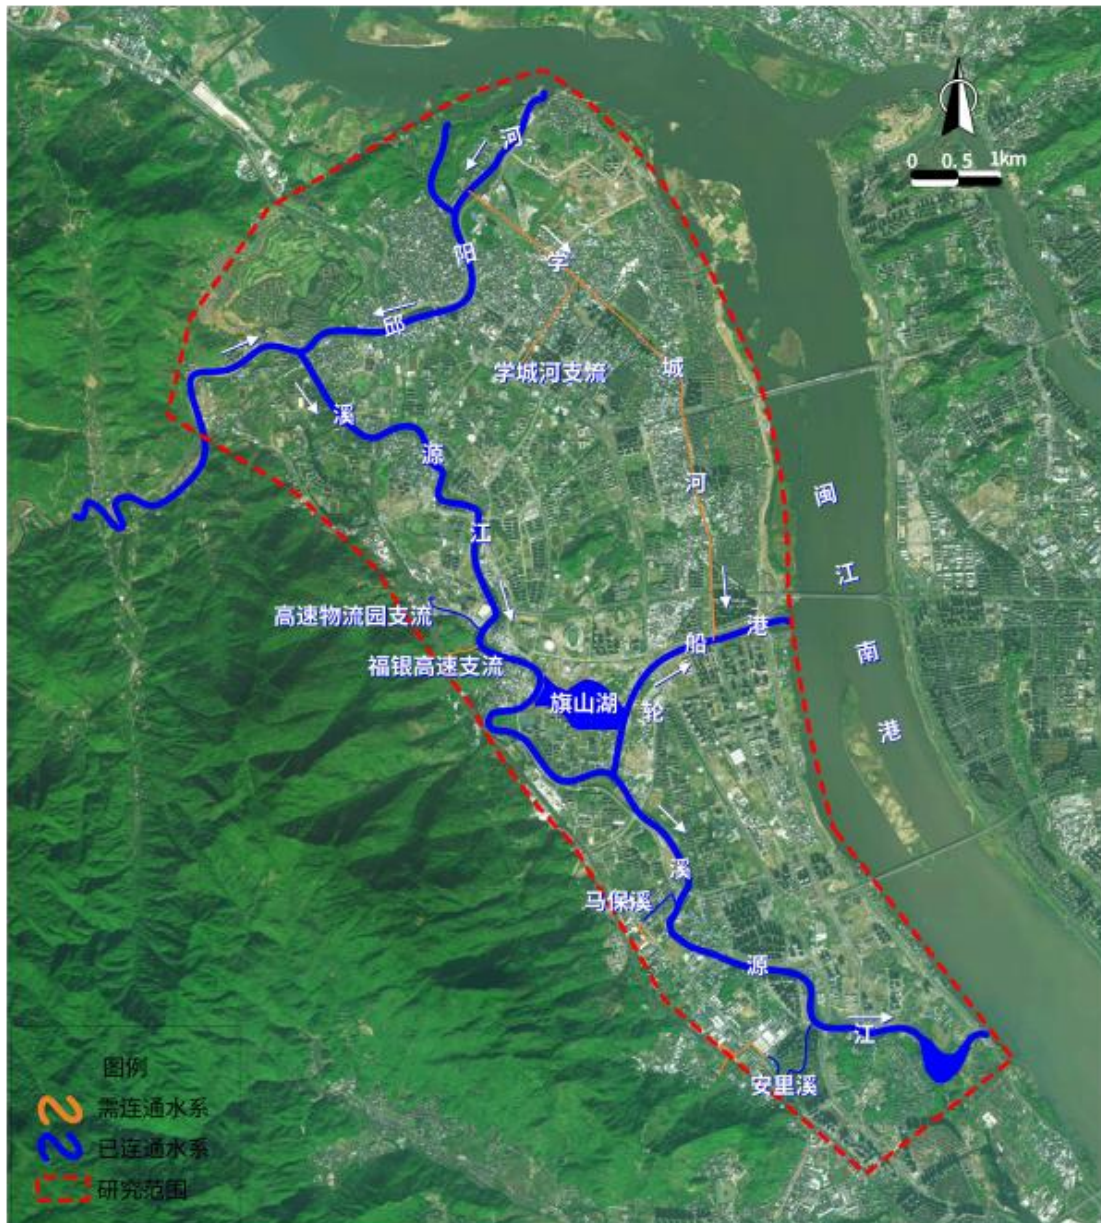 0 0.5 1km
河
阳
邱
学
城
河
学城河支流
溪
源
江
闽
江
南
港
高速物流园支流
福银高速支流
旗山湖
轮
船
港
溪
马保溪
源
江
安里溪
图例
需连通水系
已连通水系
研究范围